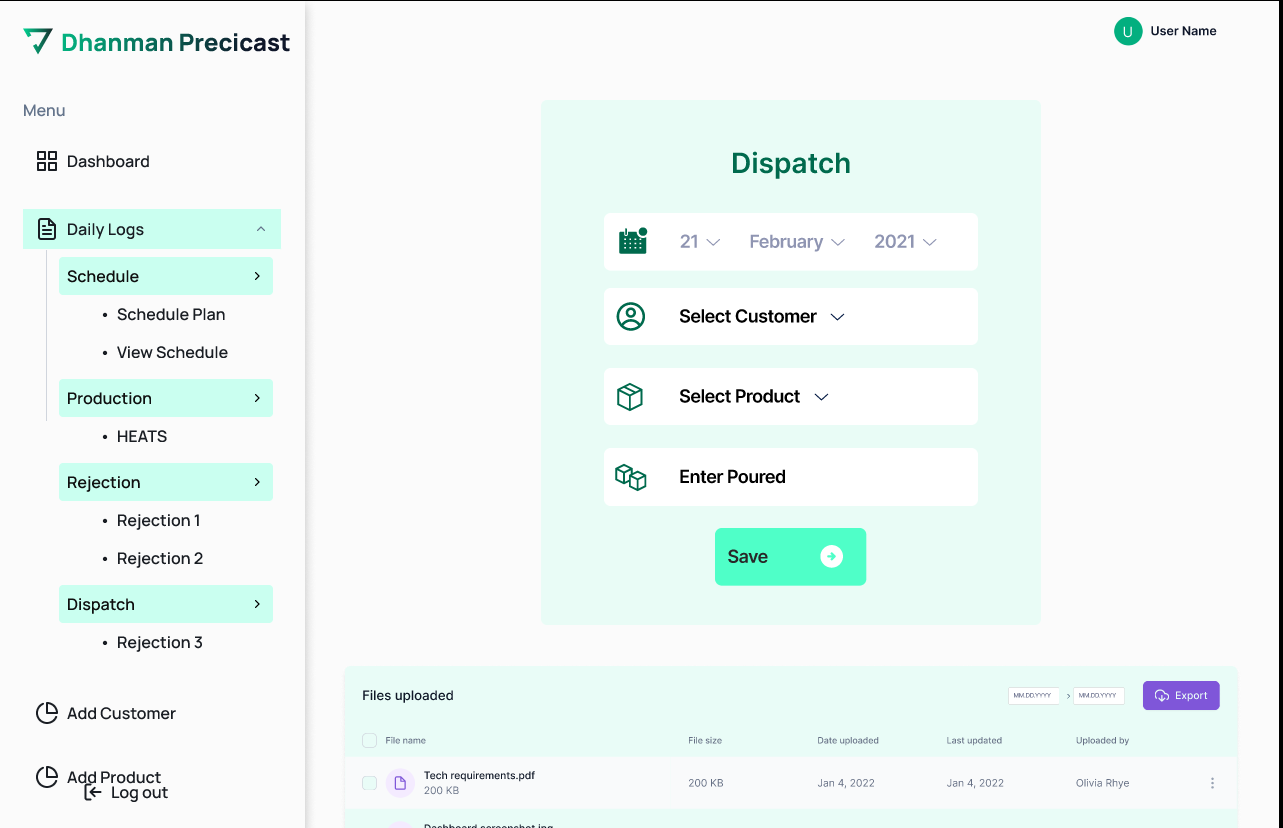 Dhanman Precicast
U User Name
Menu
Dashboard
Daily Logs
Schedule
• Schedule Plan
• View Schedule
Production
• HEATS
Rejection
• Rejection 1
• Rejection 2
Dispatch
• Rejection 3
Add Customer
Add Product
Log out
Dispatch
21 February 2021
Select Customer
Select Product
Enter Poured
Save
Files uploaded
MM.DD.YYYY > MM.DD.YYYY Export
File name File size Date uploaded Last updated Uploaded by
Tech requirements.pdf
200 KB 200 KB Jan 4, 2022 Jan 4, 2022 Olivia Rhye
Dashboard screenshot.jpg